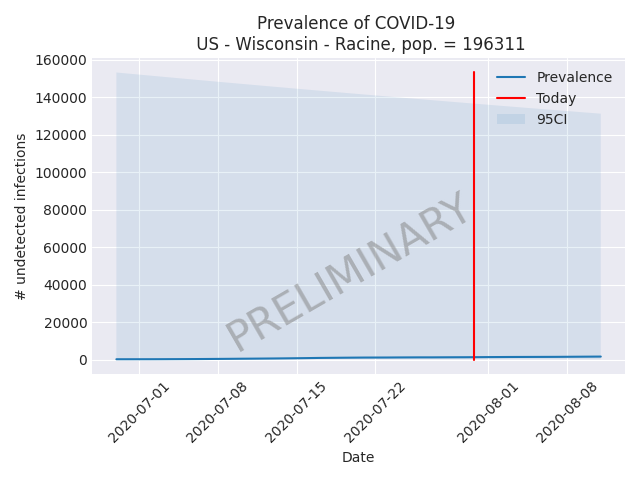 Prevalence of COVID-19
US - Wisconsin - Racine, pop. = 196311
160000
140000
120000
100000
80000
60000
40000
20000
0
# undetected infections
Prevalence
Today
95CI
PRELIMINARY
2020-07-01
2020-07-08
2020-07-15
2020-07-22
2020-08-01
2020-08-08
Date